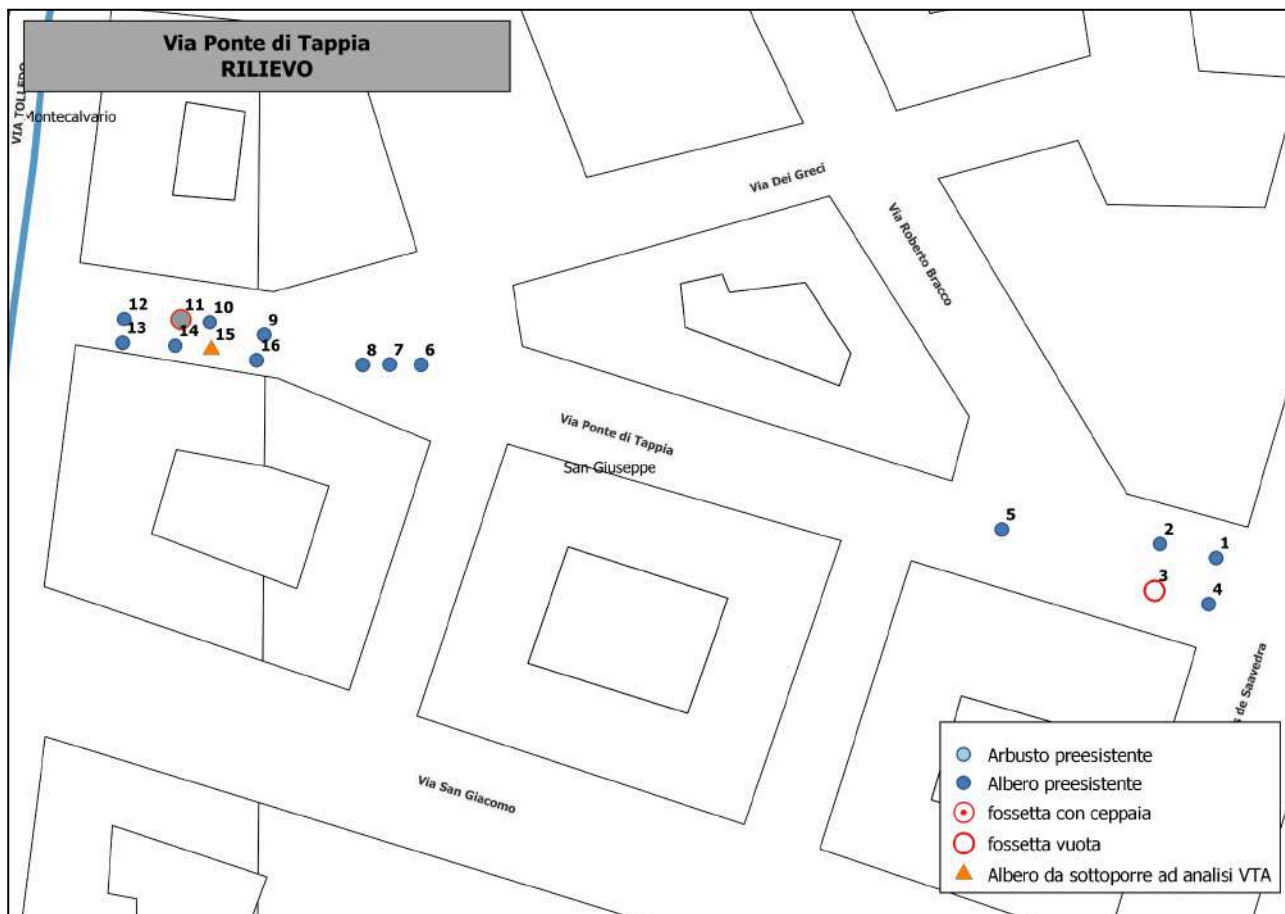 Via Ponte di Tappia
RILIEVO
VIA TOLEDO
Montecalvario
Via Dei Greci
Via Roberto Bracco
12
11
10
9
13
14
15
16
8
7
6
Via Ponte di Tappia
San Giuseppe
5
2
1
3
4
s de Saavedra
Via San Giacomo
Arbusto preesistente
Albero preesistente
fossetta con ceppaia
fossetta vuota
Albero da sottoporre ad analisi VTA